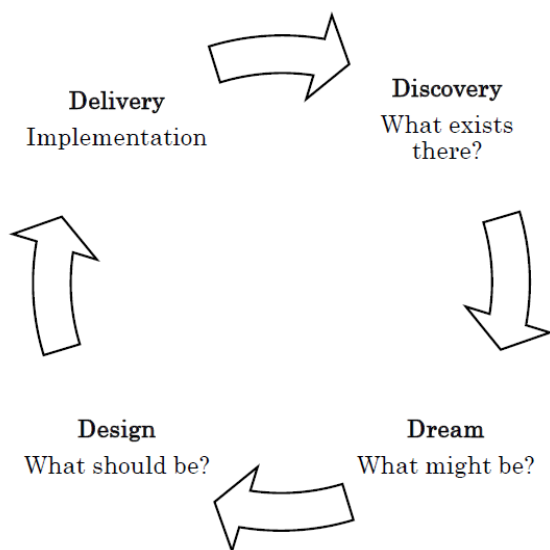 Delivery
Implementation
Discovery
What exists
there?
Design
What should be?
Dream
What might be?